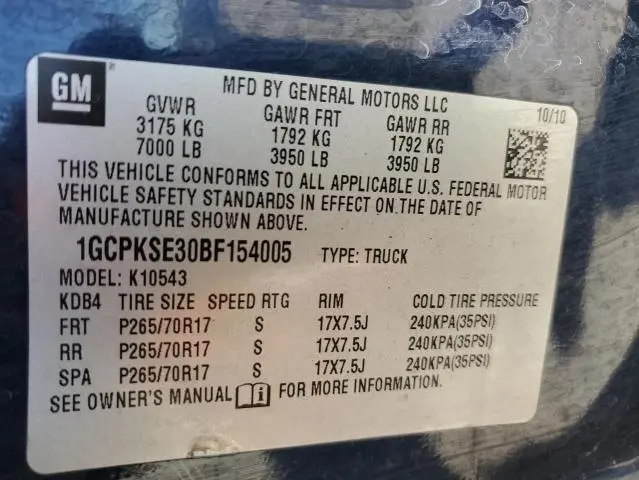 GM
MFD BY GENERAL MOTORS LLC
10/10
GVWR GAWR FRT GAWR RR
3175 KG 1792 KG 1792 KG
7000 LB 3950 LB 3950 LB
THIS VEHICLE CONFORMS TO ALL APPLICABLE U.S. FEDERAL MOTOR
VEHICLE SAFETY STANDARDS IN EFFECT ON THE DATE OF
MANUFACTURE SHOWN ABOVE.
1GCPKSE30BF154005 TYPE: TRUCK
MODEL: K10543
KDB4 TIRE SIZE SPEED RTG RIM COLD TIRE PRESSURE
FRT P265/70R17 S 17X7.5J 240KPA(35PSI)
RR P265/70R17 S 17X7.5J 240KPA(35PSI)
SPA P265/70R17 S 17X7.5J 240KPA(35PSI)
SEE OWNER'S MANUAL FOR MORE INFORMATION.